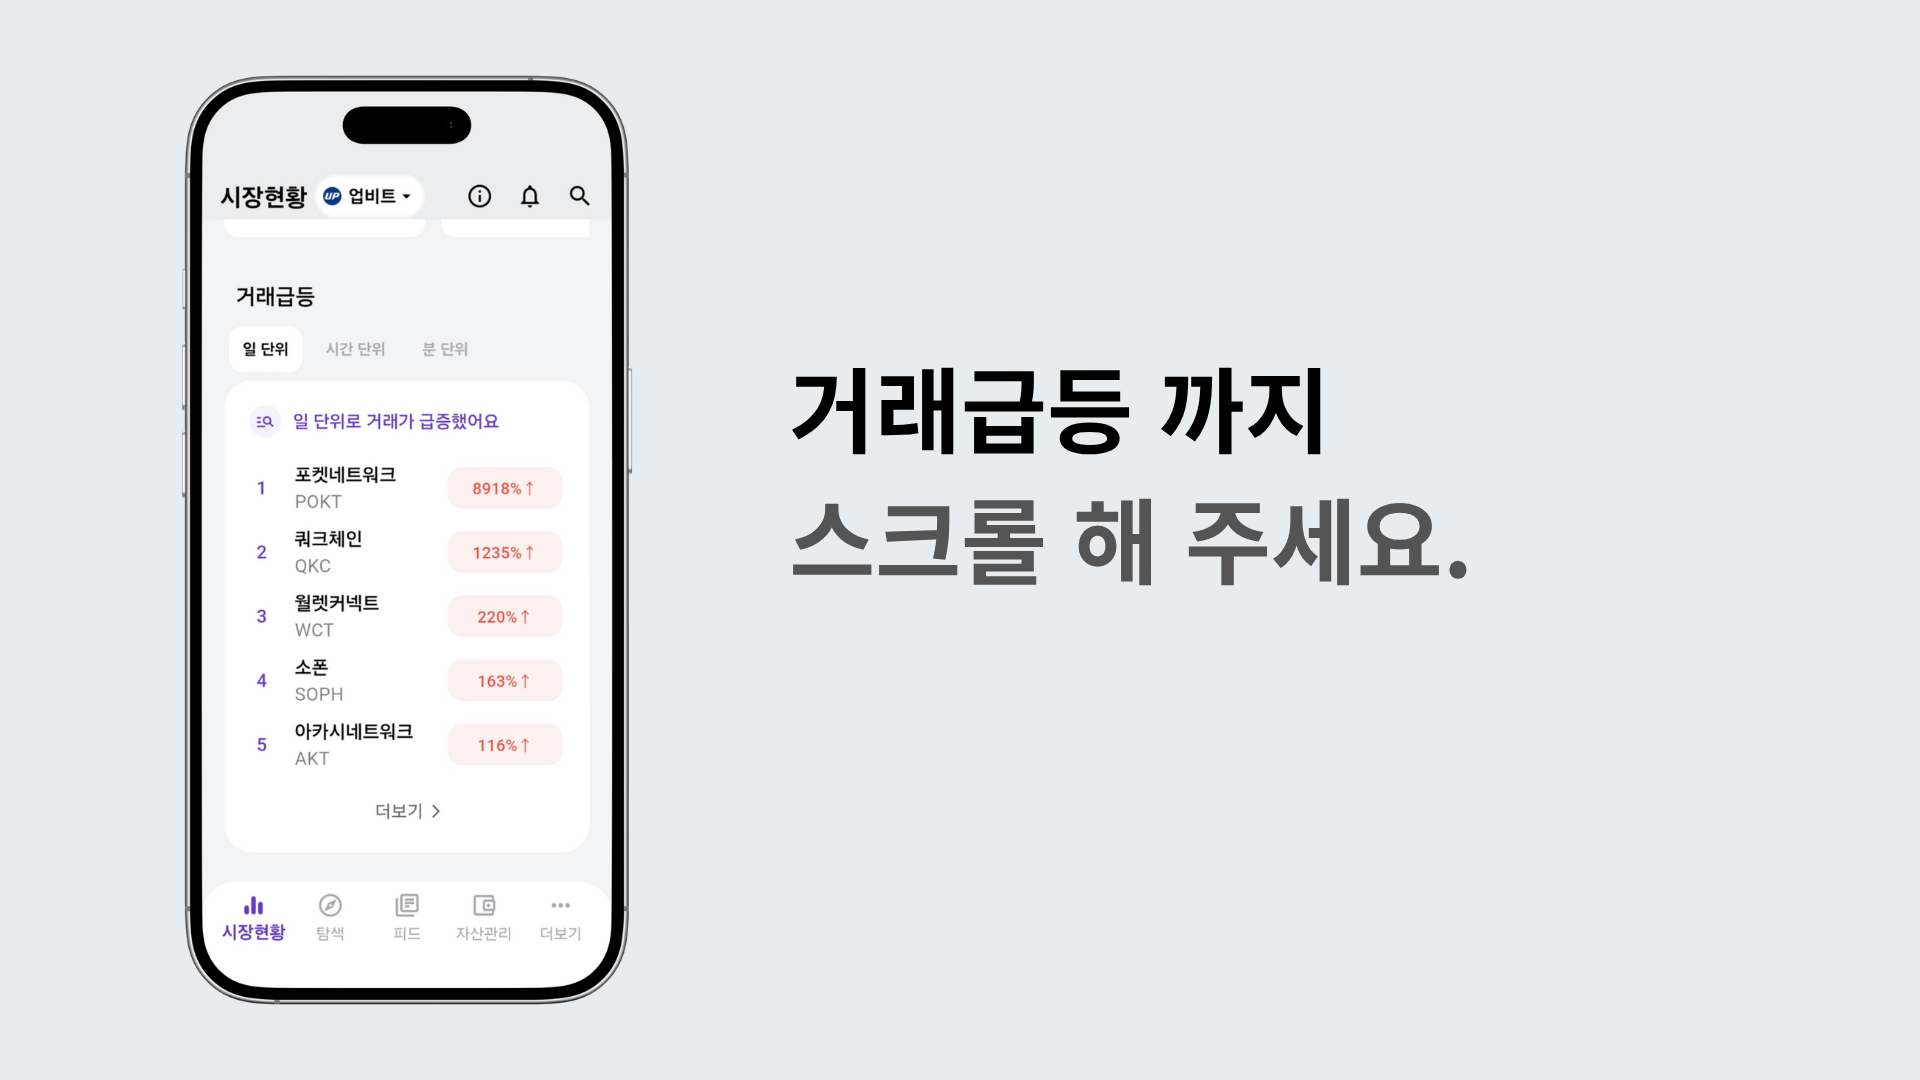 시장현황 UP 업비트
거래급등
일 단위 시간 단위 분 단위
일 단위로 거래가 급증했어요
1 포켓네트워크 8918%↑
POKT
2 쿼크체인 1235%↑
QKC
3 월렛커넥트 220%↑
WCT
4 소폰 163%↑
SOPH
5 아카시네트워크 116%↑
AKT
더보기 >
시장현황 탐색 피드 자산관리 더보기
거래급등 까지
스크롤 해 주세요.